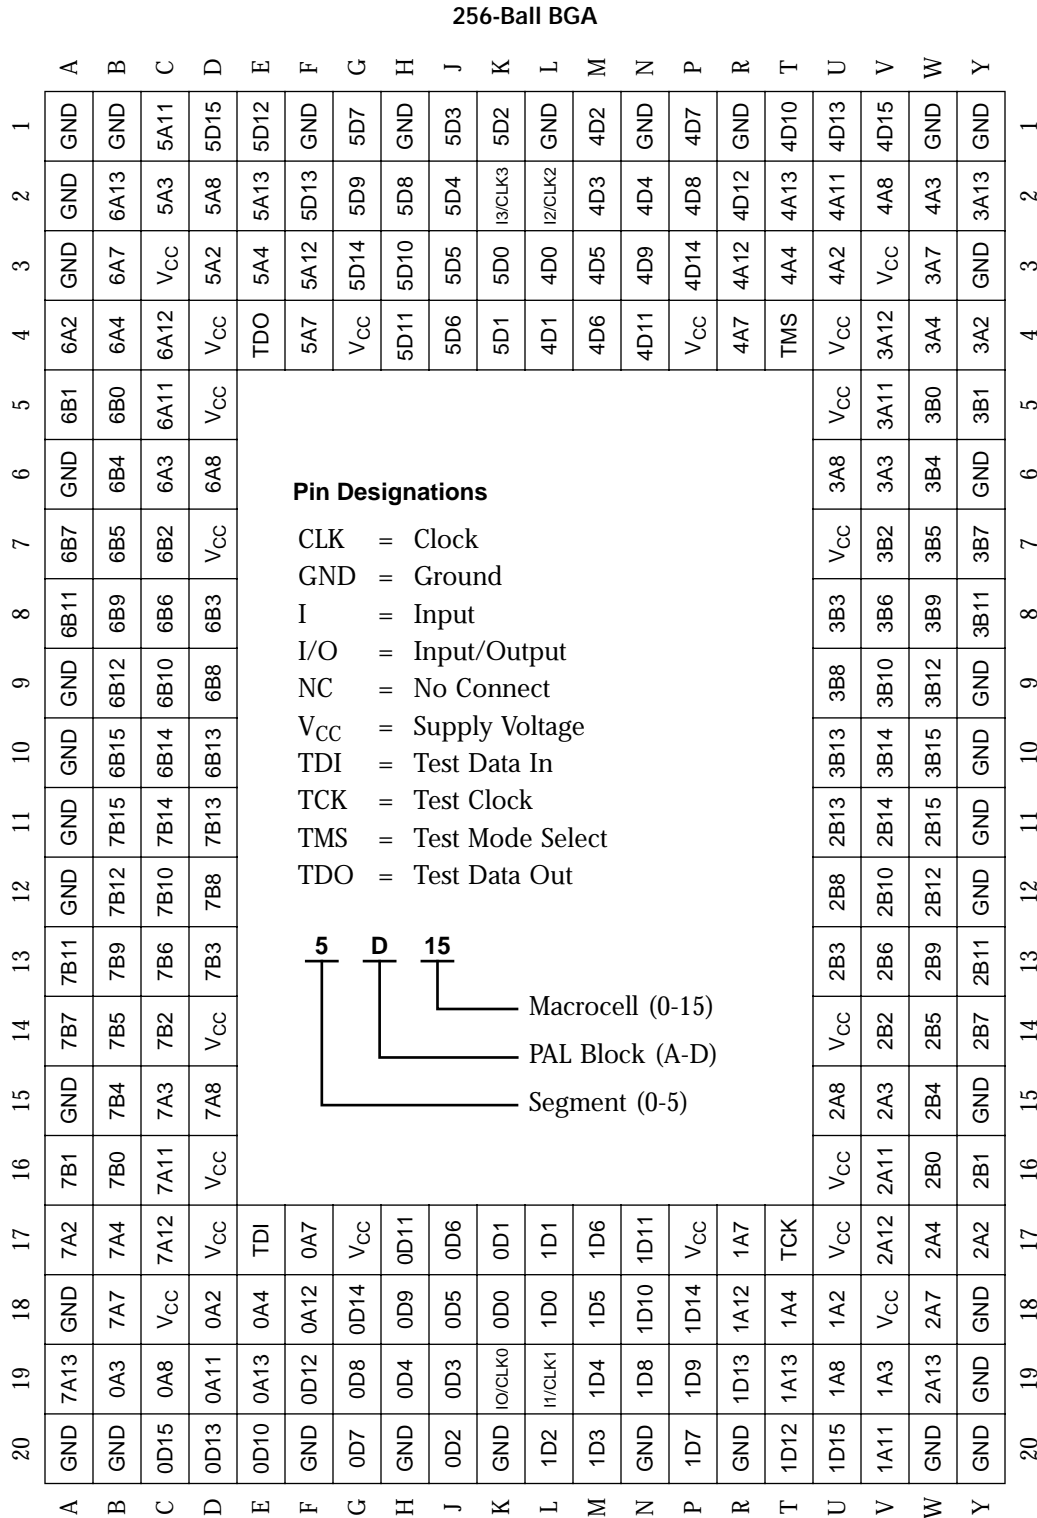 256-Ball BGA
A B C D E F G H J K L M N P R T U V W Y
1 GND GND 5A11 5D15 5D12 GND 5D7 GND 5D3 5D2 GND 4D2 GND 4D7 GND 4D10 4D13 4D15 GND GND 1
2 GND 6A13 5A3 5A8 5A13 5D13 5D9 5D8 5D4 I3/CLK3 I2/CLK2 4D3 4D4 4D8 4D12 4A13 4A11 4A8 4A3 3A13 2
3 GND 6A7 VCC 5A2 5A4 5A12 5D14 5D10 5D5 5D0 4D0 4D5 4D9 4D14 4A12 4A4 4A2 VCC 3A7 GND 3
4 6A2 6A4 6A12 VCC TDO 5A7 VCC 5D11 5D6 5D1 4D1 4D6 4D11 VCC 4A7 TMS VCC 3A12 3A4 3A2 4
5 6B1 6B0 6A11 VCC VCC 3A11 3B0 3B1 5
6 GND 6B4 6A3 6A8 3A8 3A3 3B4 GND 6
7 6B7 6B5 6B2 VCC VCC 3B2 3B5 3B7 7
8 6B11 6B9 6B6 6B3 3B3 3B6 3B9 3B11 8
9 GND 6B12 6B10 6B8 3B8 3B10 3B12 GND 9
10 GND 6B15 6B14 6B13 3B13 3B14 3B15 GND 10
11 GND 7B15 7B14 7B13 2B13 2B14 2B15 GND 11
12 GND 7B12 7B10 7B8 2B8 2B10 2B12 GND 12
13 7B11 7B9 7B6 7B3 2B3 2B6 2B9 2B11 13
14 7B7 7B5 7B2 VCC VCC 2B2 2B5 2B7 14
15 GND 7B4 7A3 7A8 2A8 2A3 2B4 GND 15
16 7B1 7B0 7A11 VCC VCC 2A11 2B0 2B1 16
Pin Designations
CLK = Clock
GND = Ground
I = Input
I/O = Input/Output
NC = No Connect
VCC = Supply Voltage
TDI = Test Data In
TCK = Test Clock
TMS = Test Mode Select
TDO = Test Data Out
5 D 15
Macrocell (0-15)
PAL Block (A-D)
Segment (0-5)
17 7A2 7A4 7A12 VCC TDI 0A7 VCC 0D11 0D6 0D1 1D1 1D6 1D11 VCC 1A7 TCK VCC 2A12 2A4 2A2 17
18 GND 7A7 VCC 0A2 0A4 0A12 0D14 0D9 0D5 0D0 1D0 1D5 1D10 1D14 1A12 1A4 1A2 VCC 2A7 GND 18
19 7A13 0A3 0A8 0A11 0A13 0D12 0D8 0D4 0D3 IO/CLK0 I1/CLK1 1D4 1D8 1D9 1D13 1A13 1A8 1A3 2A13 GND 19
20 GND GND 0D15 0D13 0D10 GND 0D7 GND 0D2 GND 1D2 1D3 GND 1D7 GND 1D12 1D15 1A11 GND GND 20
A B C D E F G H J K L M N P R T U V W Y